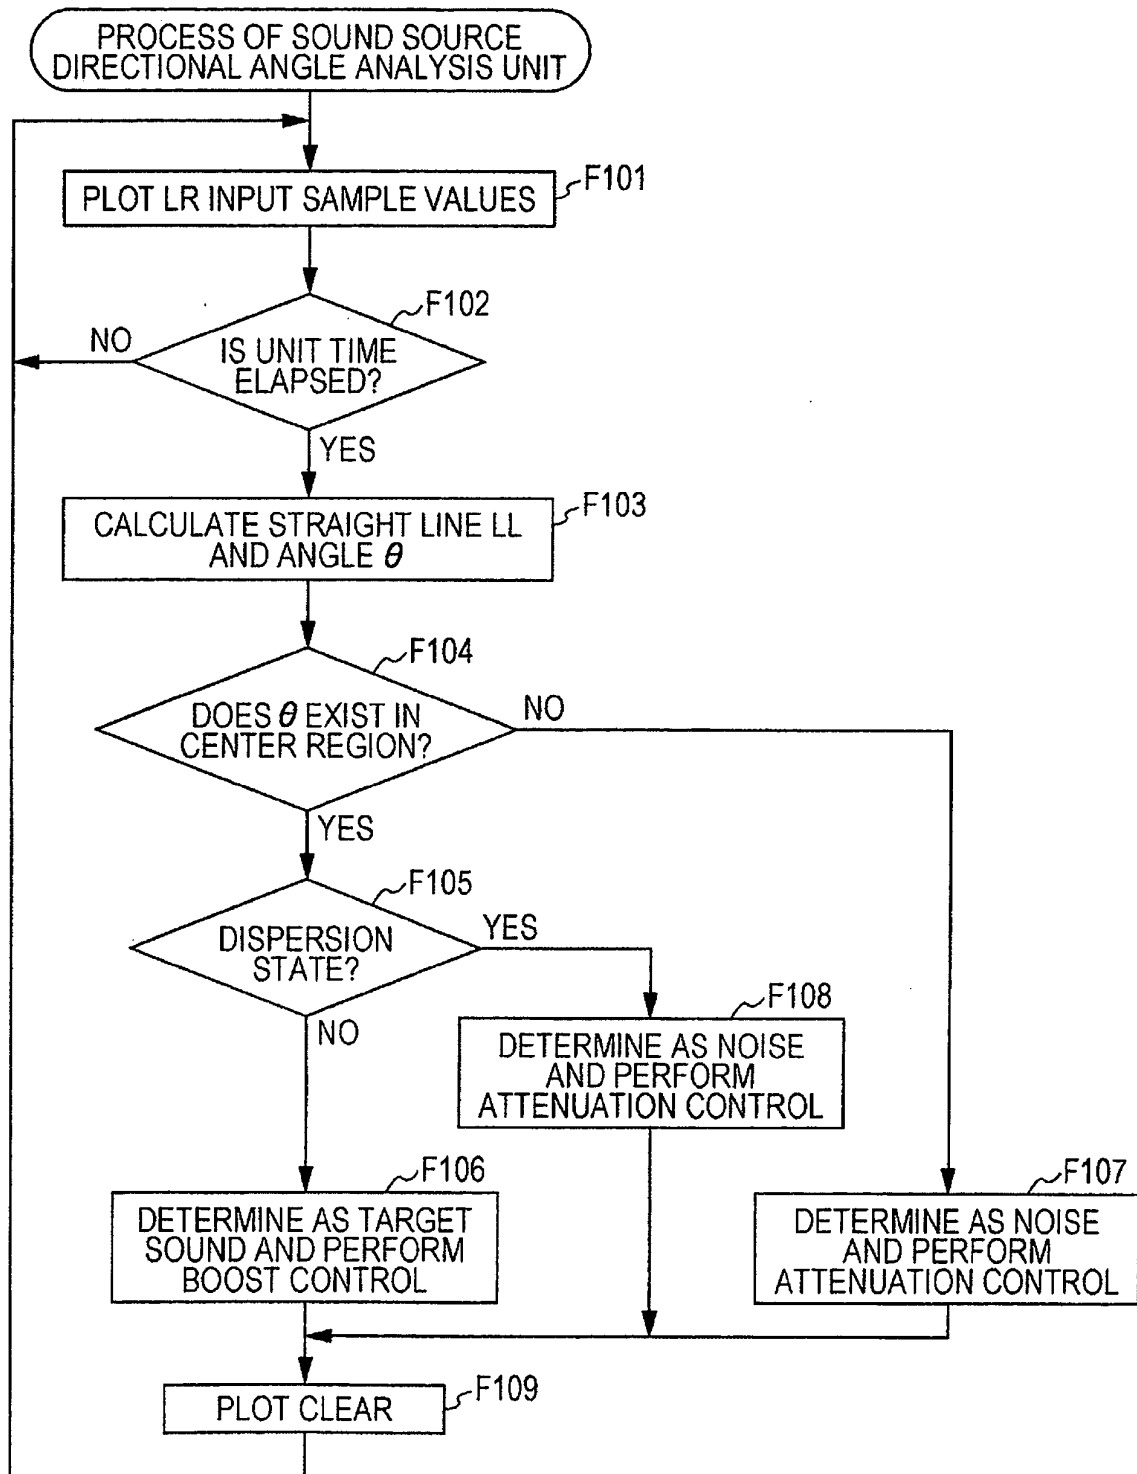 PROCESS OF SOUND SOURCE
DIRECTIONAL ANGLE ANALYSIS UNIT
PLOT LR INPUT SAMPLE VALUES
F101
F102
NO
IS UNIT TIME
ELAPSED?
YES
F103
CALCULATE STRAIGHT LINE LL
AND ANGLE θ
F104
DOES θ EXIST IN
CENTER REGION?
NO
YES
F105
DISPERSION
STATE?
YES
NO
F108
DETERMINE AS NOISE
AND PERFORM
ATTENUATION CONTROL
F106
DETERMINE AS TARGET
SOUND AND PERFORM
BOOST CONTROL
F107
DETERMINE AS NOISE
AND PERFORM
ATTENUATION CONTROL
F109
PLOT CLEAR